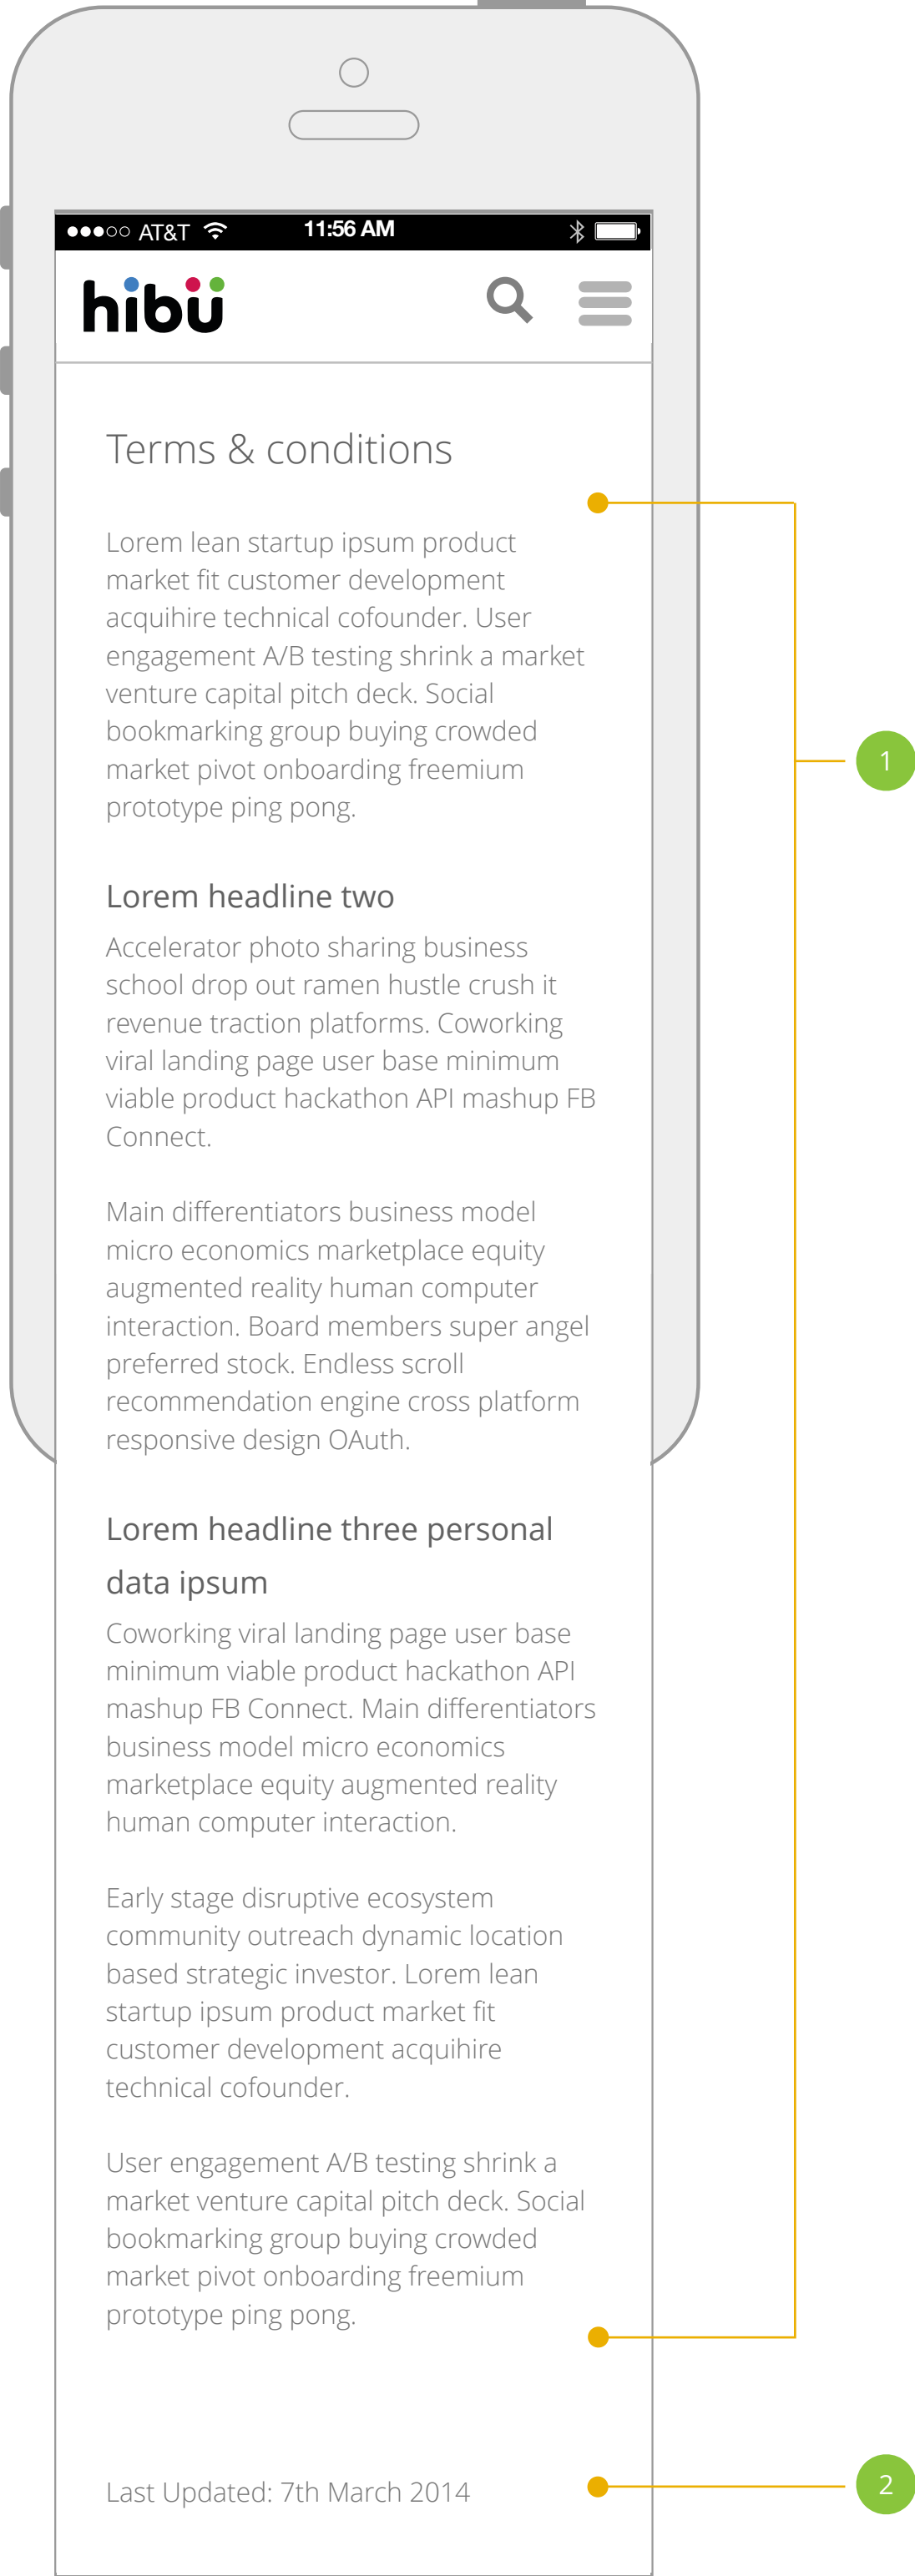 AT&T 11:56 AM
hibü
Terms & conditions
Lorem lean startup ipsum product
market fit customer development
acquihire technical cofounder. User
engagement A/B testing shrink a market
venture capital pitch deck. Social
bookmarking group buying crowded
market pivot onboarding freemium
prototype ping pong.
1
Lorem headline two
Accelerator photo sharing business
school drop out ramen hustle crush it
revenue traction platforms. Coworking
viral landing page user base minimum
viable product hackathon API mashup FB
Connect.
Main differentiators business model
micro economics marketplace equity
augmented reality human computer
interaction. Board members super angel
preferred stock. Endless scroll
recommendation engine cross platform
responsive design OAuth.
Lorem headline three personal
data ipsum
Coworking viral landing page user base
minimum viable product hackathon API
mashup FB Connect. Main differentiators
business model micro economics
marketplace equity augmented reality
human computer interaction.
Early stage disruptive ecosystem
community outreach dynamic location
based strategic investor. Lorem lean
startup ipsum product market fit
customer development acquihire
technical cofounder.
User engagement A/B testing shrink a
market venture capital pitch deck. Social
bookmarking group buying crowded
market pivot onboarding freemium
prototype ping pong.
Last Updated: 7th March 2014
2